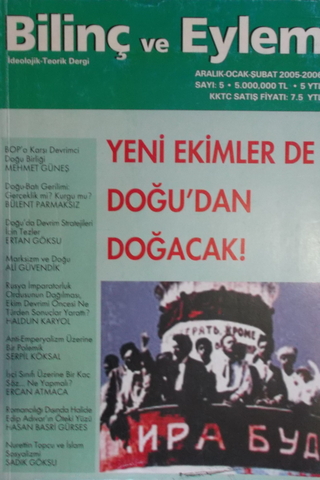 Bilinç ve Eylem
İdeolojik-Teorik Dergi
ARALIK-OCAK-ŞUBAT 2005-2006
SAYI: 5 • 5.000,000 TL • 5 YTL
KKTC SATIŞ FİYATI: 7.5 YTL
BOP'a Karşı Devrimci
Doğu Birliği
MEHMET GÜNEŞ
Doğu-Batı Gerilimi:
Gerçeklik mi? Kurgu mu?
BÜLENT PARMAKSIZ
Doğu'da Devrim Stratejileri
İçin Tezler
ERTAN GÖKSU
Marksizm ve Doğu
ALİ GÜVENDİK
Rusya İmparatorluk
Ordusunun Dağılması,
Ekim Devrimi Öncesi Ne
Türden Sonuçlar Yarattı?
HALDUN KARYOL
Anti-Emperyalizm Üzerine
Bir Polemik
SERPİL KÖKSAL
İşçi Sınıfı Üzerine Bir Kaç
Söz... Ne Yapmalı?
ERCAN ATMACA
Romancılığı Dışında Halide
Edip Adıvar'ın Öteki Yüzü
HASAN BASRİ GÜRSES
Nurettin Topçu ve İslam
Sosyalizmi
SADIK GÖKSU
YENİ EKİMLER DE
DOĞU'DAN
DOĞACAK!
ЕРЯТЬ, КРОМЕ
ИРА БУД